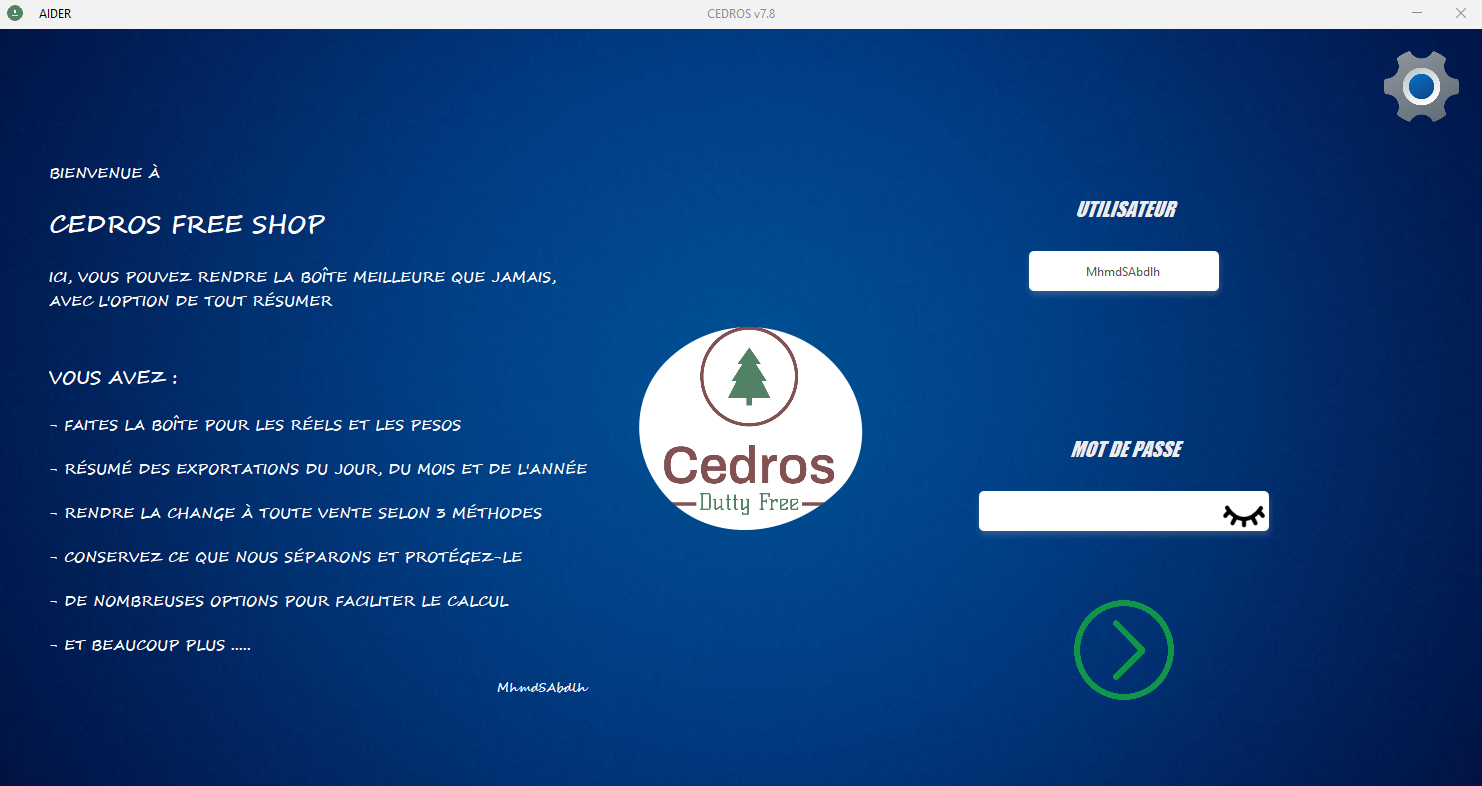 AIDER
CEDROS v7.8
BIENVENUE À
CEDROS FREE SHOP
ICI, VOUS POUVEZ RENDRE LA BOÎTE MEILLEURE QUE JAMAIS,
AVEC L'OPTION DE TOUT RÉSUMER
VOUS AVEZ :
- FAITES LA BOÎTE POUR LES RÉELS ET LES PESOS
- RÉSUMÉ DES EXPORTATIONS DU JOUR, DU MOIS ET DE L'ANNÉE
- RENDRE LA CHANGE À TOUTE VENTE SELON 3 MÉTHODES
- CONSERVEZ CE QUE NOUS SÉPARONS ET PROTÉGEZ-LE
- DE NOMBREUSES OPTIONS POUR FACILITER LE CALCUL
- ET BEAUCOUP PLUS .....
MhmdSAbdlh
Cedros
Dutty Free
UTILISATEUR
MhmdSAbdlh
MOT DE PASSE